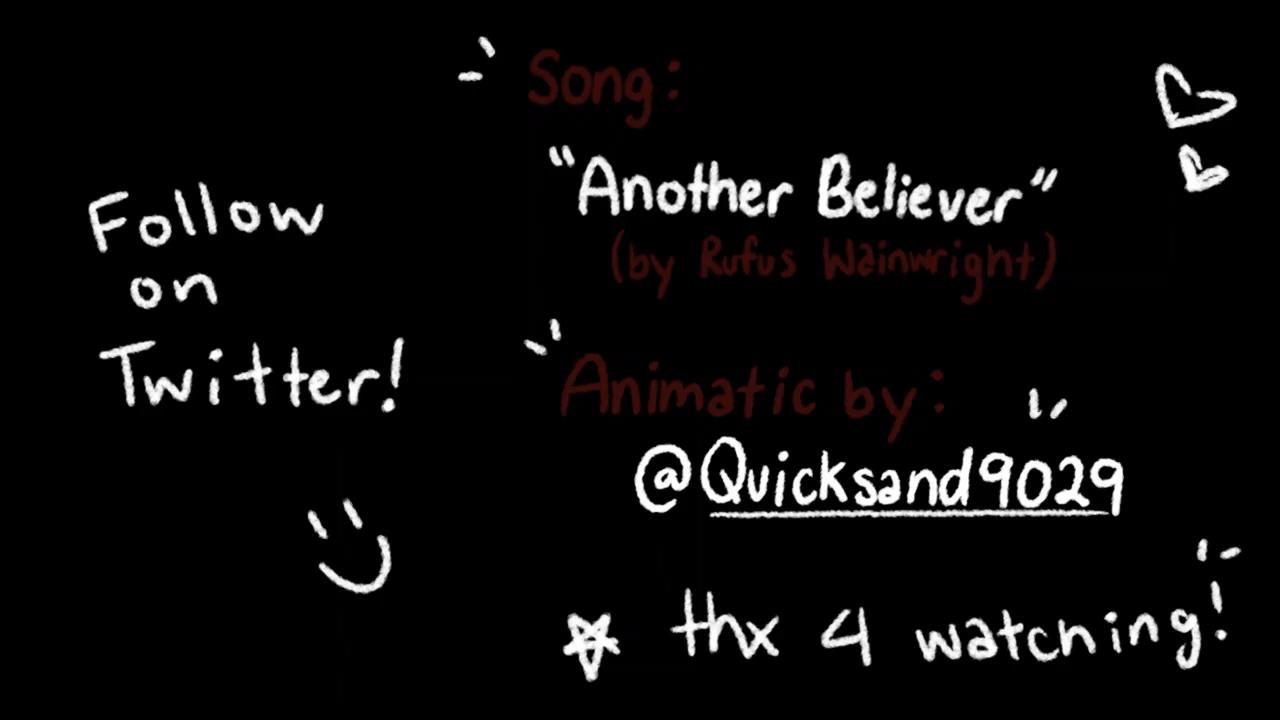 Follow
on
Twitter!
Song:
"Another Believer"
(by Rufus Wainwright)
Animatic by:
@Quicksand9029
thx 4 watching!